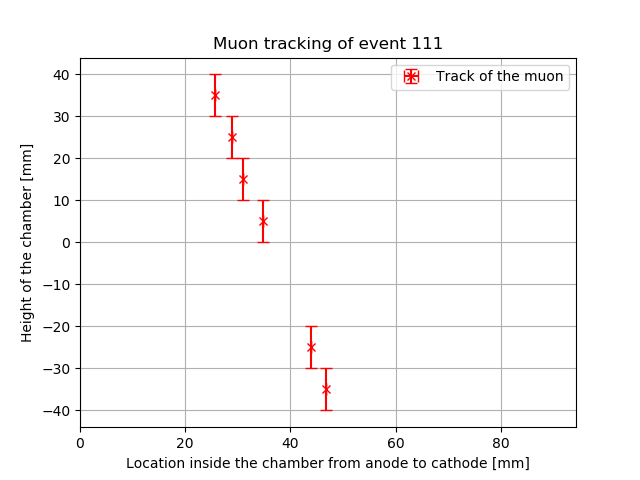 Muon tracking of event 111
Track of the muon
40
30
20
10
0
−10
−20
−30
−40
Height of the chamber [mm]
0 20 40 60 80
Location inside the chamber from anode to cathode [mm]